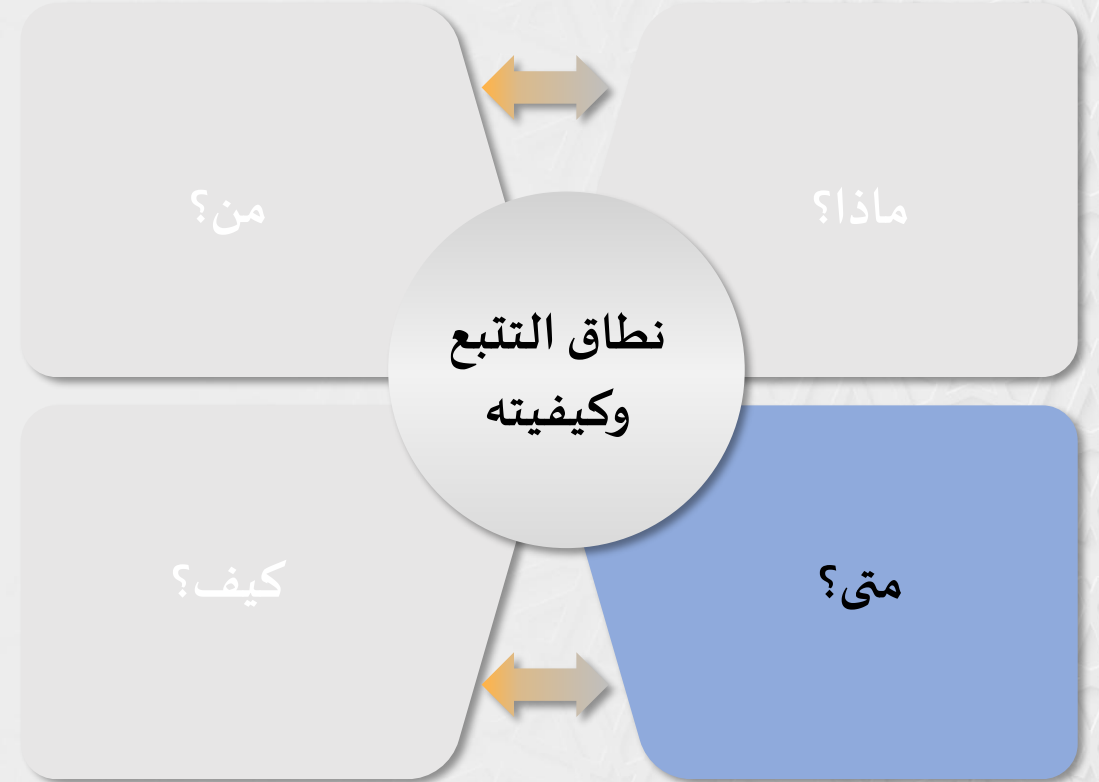 ماذا؟
من؟
نطاق التتبع
وكيفيته
متى؟
كيف؟